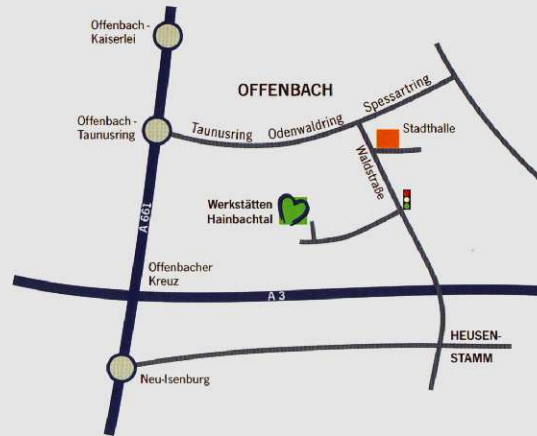 Offenbach-
Kaiserlei
OFFENBACH
Spessartring
Offenbach-
Taunusring
Taunusring
Odenwaldring
Stadthalle
Waldstraße
Werkstätten
Hainbachtal
A 661
Offenbacher
Kreuz
A 3
HEUSEN-
STAMM
Neu-Isenburg